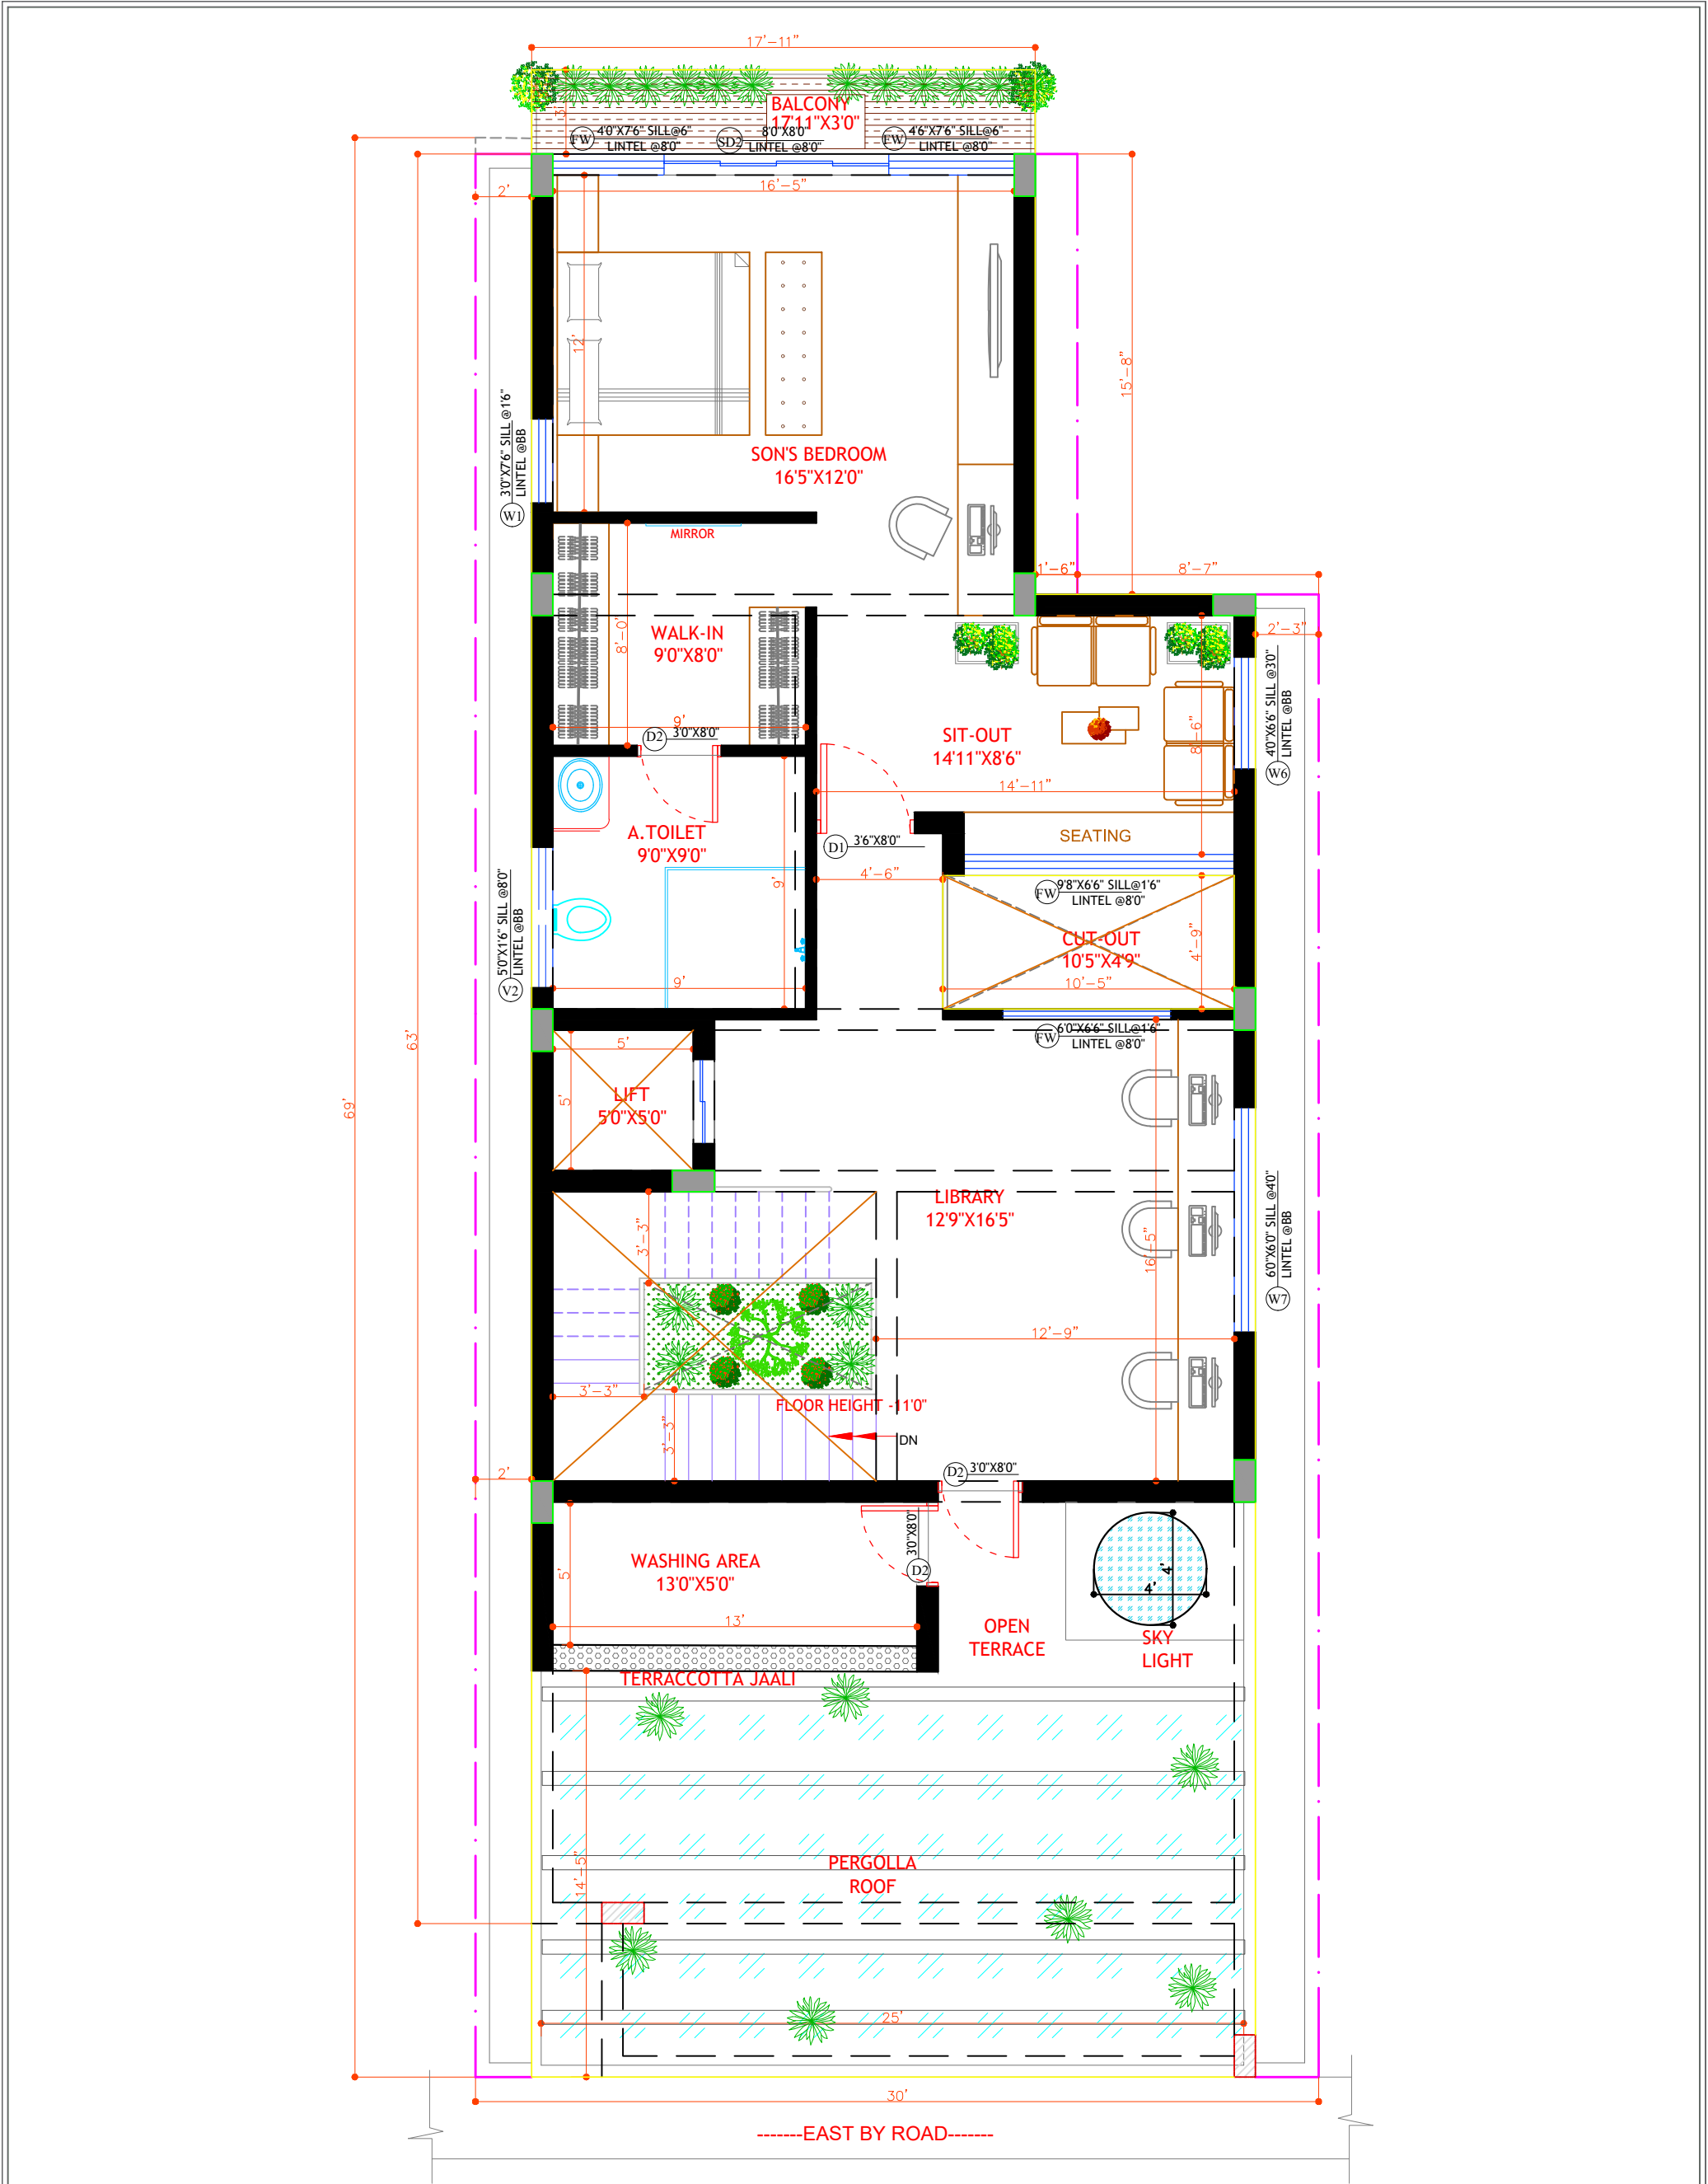 17'-11"
BALCONY
17'11"X3'0"
3'
FW
4'0"X7'6" SILL@6"
LINTEL @8'0"
SD2
8'0"X8'0"
LINTEL @8'0"
FW
4'6"X7'6" SILL@6"
LINTEL @8'0"
2'
16'-5"
12'
15'-8"
W1
3'0"X7'6" SILL @1'6"
LINTEL @BB
SON'S BEDROOM
16'5"X12'0"
MIRROR
1'-6"
8'-7"
2'-3"
8'-0"
WALK-IN
9'0"X8'0"
9'
D2
3'0"X8'0"
SIT-OUT
14'11"X8'6"
8'-6"
14'-11"
W6
4'0"X6'6" SILL @3'0"
LINTEL @BB
A.TOILET
9'0"X9'0"
D1
3'6"X8'0"
SEATING
9'
4'-6"
FW
9'8"X6'6" SILL@1'6"
LINTEL @8'0"
V2
5'0"X1'6" SILL @8'0"
LINTEL @BB
CUT-OUT
10'5"X4'9"
4'-9"
9'
10'-5"
FW
6'0"X6'6" SILL@1'6"
LINTEL @8'0"
63'
69'
5'
5'
LIFT
5'0"X5'0"
LIBRARY
12'9"X16'5"
3'-3"
16'-5"
W7
6'0"X6'0" SILL @4'0"
LINTEL @BB
12'-9"
3'-3"
FLOOR HEIGHT -11'0"
3'-3"
DN
2'
D2
3'0"X8'0"
3'0"X8'0"
D2
WASHING AREA
13'0"X5'0"
5'
13'
4'
4'
OPEN
TERRACE
SKY
LIGHT
TERRACCOTTA JAALI
14'-5"
PERGOLLA
ROOF
25'
30'
-------EAST BY ROAD-------